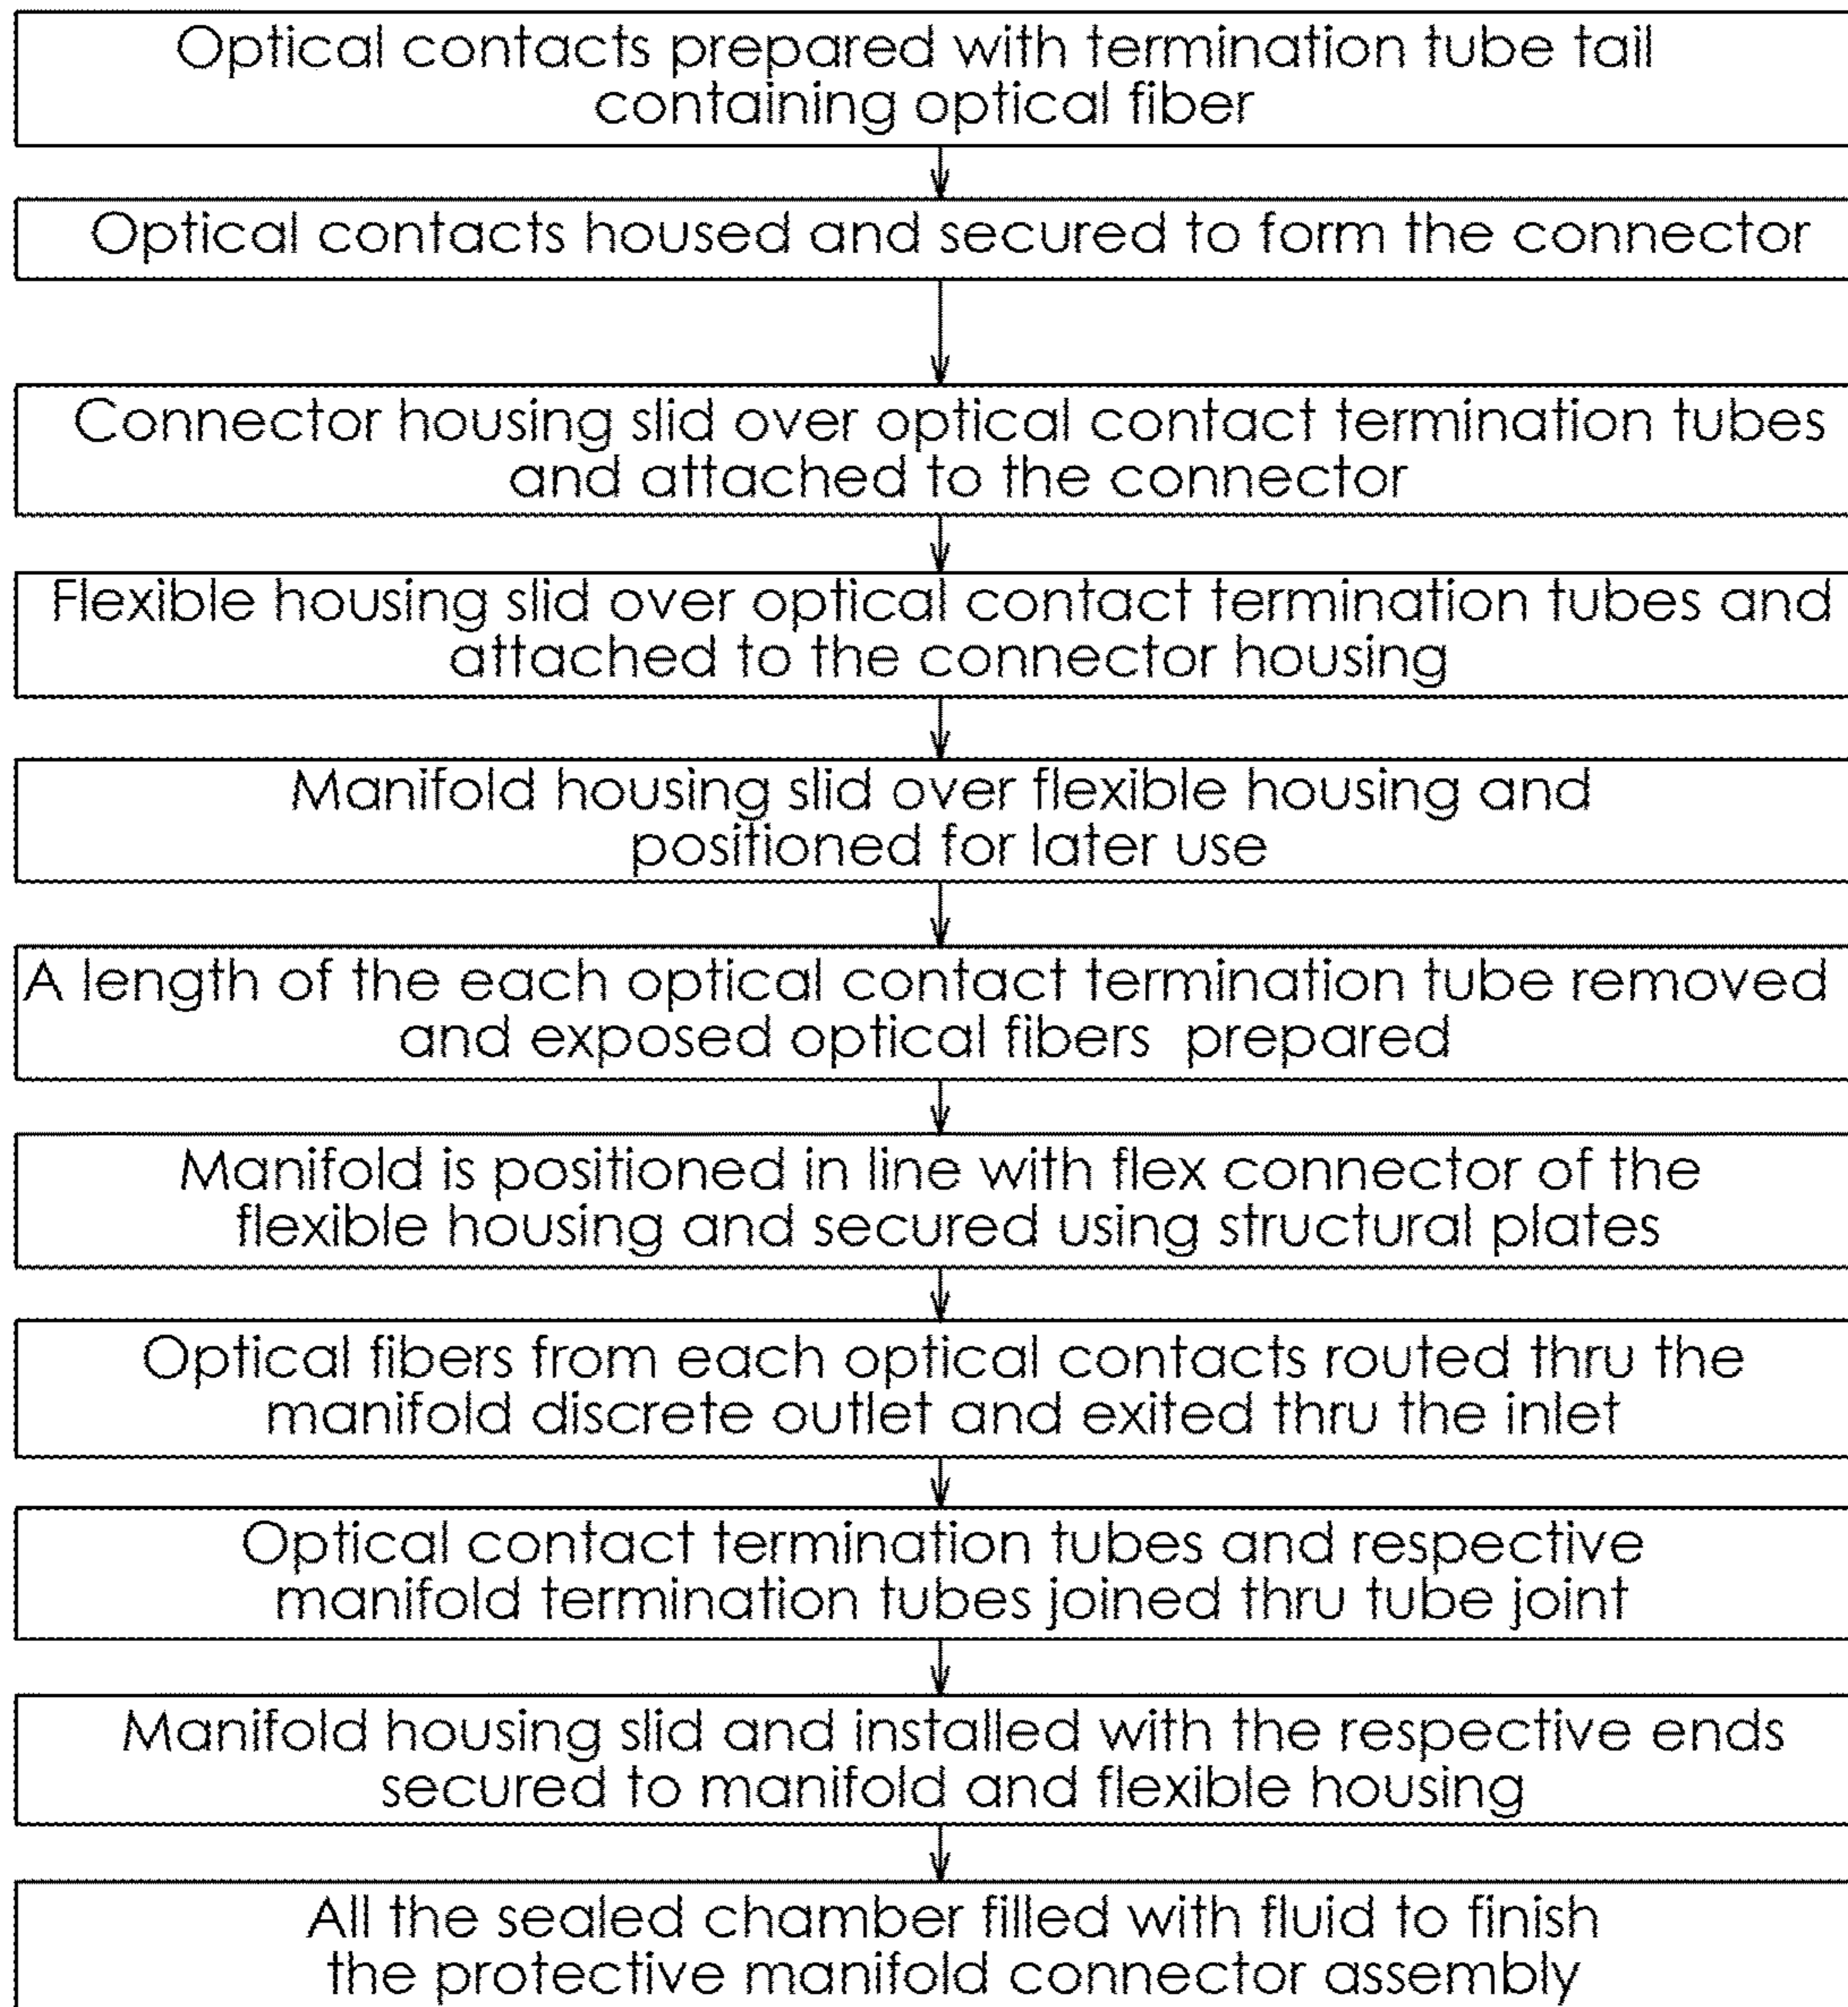 Optical contacts prepared with termination tube tail
containing optical fiber
Optical contacts housed and secured to form the connector
Connector housing slid over optical contact termination tubes
and attached to the connector
Flexible housing slid over optical contact termination tubes and
attached to the connector housing
Manifold housing slid over flexible housing and
positioned for later use
A length of the each optical contact termination tube removed
and exposed optical fibers prepared
Manifold is positioned in line with flex connector of the
flexible housing and secured using structural plates
Optical fibers from each optical contacts routed thru the
manifold discrete outlet and exited thru the inlet
Optical contact termination tubes and respective
manifold termination tubes joined thru tube joint
Manifold housing slid and installed with the respective ends
secured to manifold and flexible housing
All the sealed chamber filled with fluid to finish
the protective manifold connector assembly